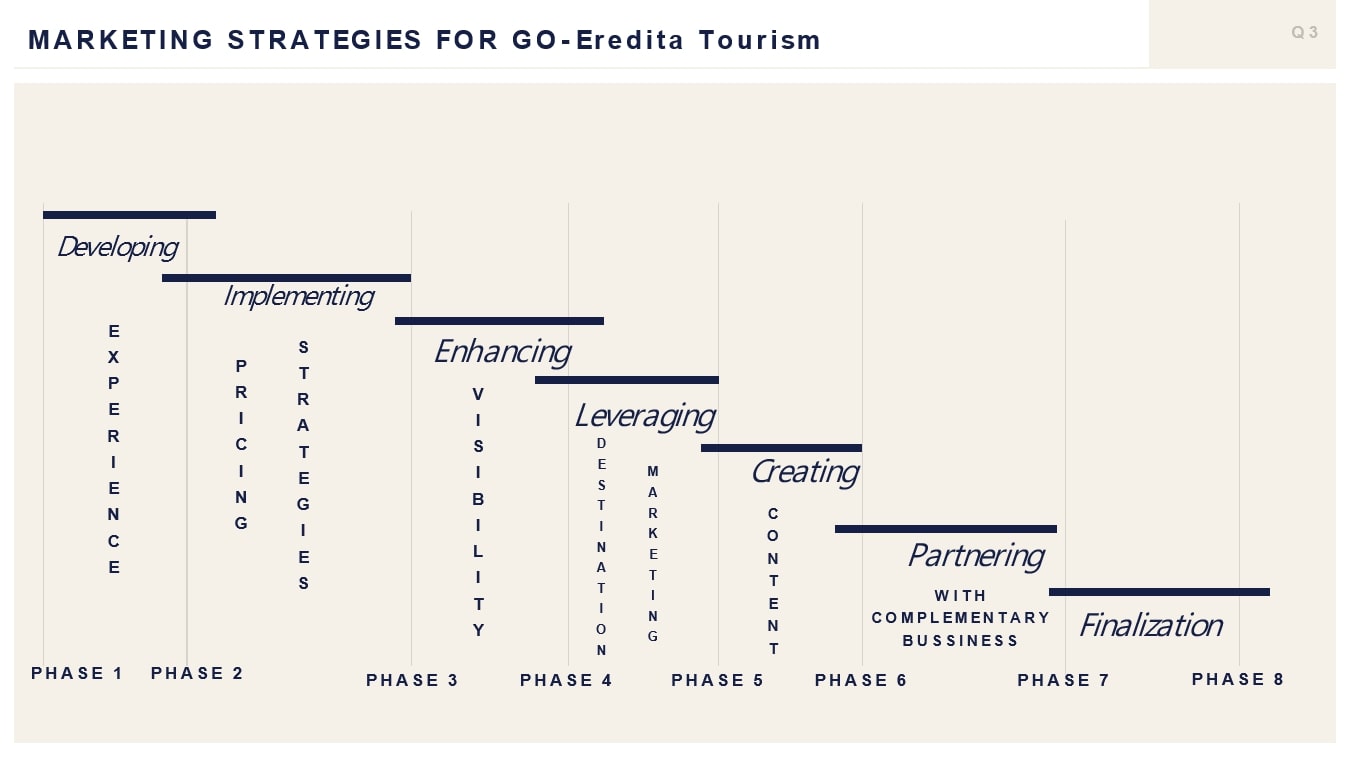 MARKETING STRATEGIES FOR GO-Eredita Tourism
Q3
Developing
EXPERIENCE
Implementing
PRICING
STRATEGIES
Enhancing
VISIBILITY
Leveraging
DESTINATION
MARKETING
Creating
CONTENT
Partnering
WITH
COMPLEMENTARY
BUSSINESS
Finalization
PHASE 1
PHASE 2
PHASE 3
PHASE 4
PHASE 5
PHASE 6
PHASE 7
PHASE 8